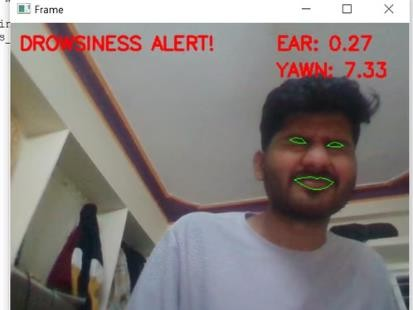 Frame
DROWSINESS ALERT!
EAR: 0.27
YAWN: 7.33